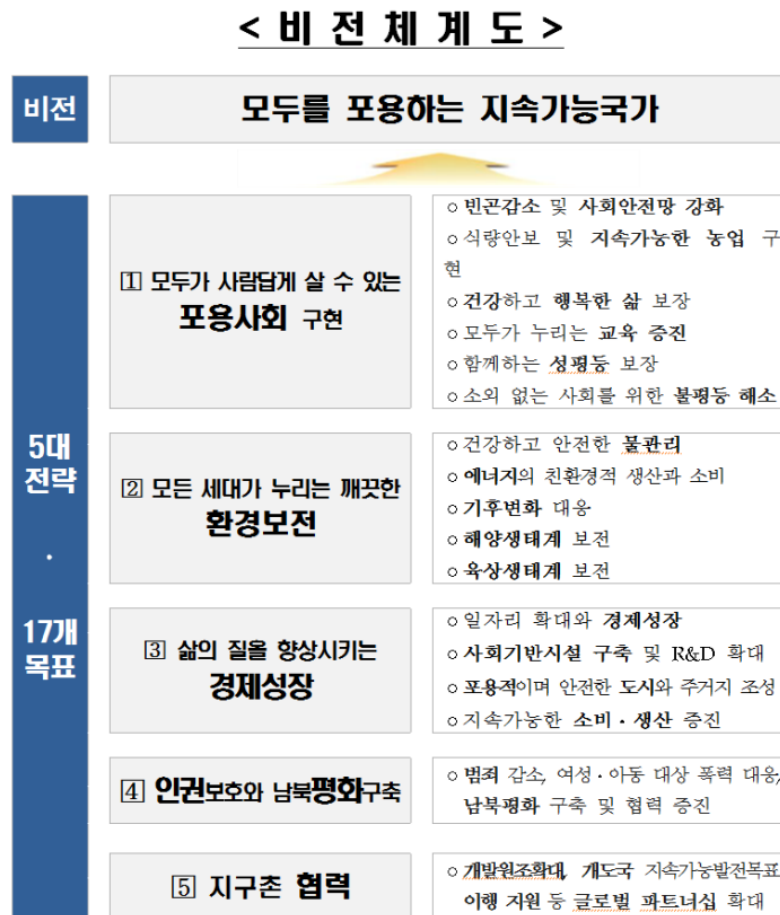 < 비 전 체 계 도 >
비전
모두를 포용하는 지속가능국가
5대
전략
·
17개
목표
① 모두가 사람답게 살 수 있는
포용사회 구현
○ 빈곤감소 및 사회안전망 강화
○ 식량안보 및 지속가능한 농업 구
현
○ 건강하고 행복한 삶 보장
○ 모두가 누리는 교육 증진
○ 함께하는 성평등 보장
○ 소외 없는 사회를 위한 불평등 해소
② 모든 세대가 누리는 깨끗한
환경보전
○ 건강하고 안전한 물관리
○ 에너지의 친환경적 생산과 소비
○ 기후변화 대응
○ 해양생태계 보전
○ 육상생태계 보전
③ 삶의 질을 향상시키는
경제성장
○ 일자리 확대와 경제성장
○ 사회기반시설 구축 및 R&D 확대
○ 포용적이며 안전한 도시와 주거지 조성
○ 지속가능한 소비·생산 증진
④ 인권보호와 남북평화구축
○ 범죄 감소, 여성·아동 대상 폭력 대응,
남북평화 구축 및 협력 증진
⑤ 지구촌 협력
○ 개발원조확대, 개도국 지속가능발전목표
이행 지원 등 글로벌 파트너십 확대